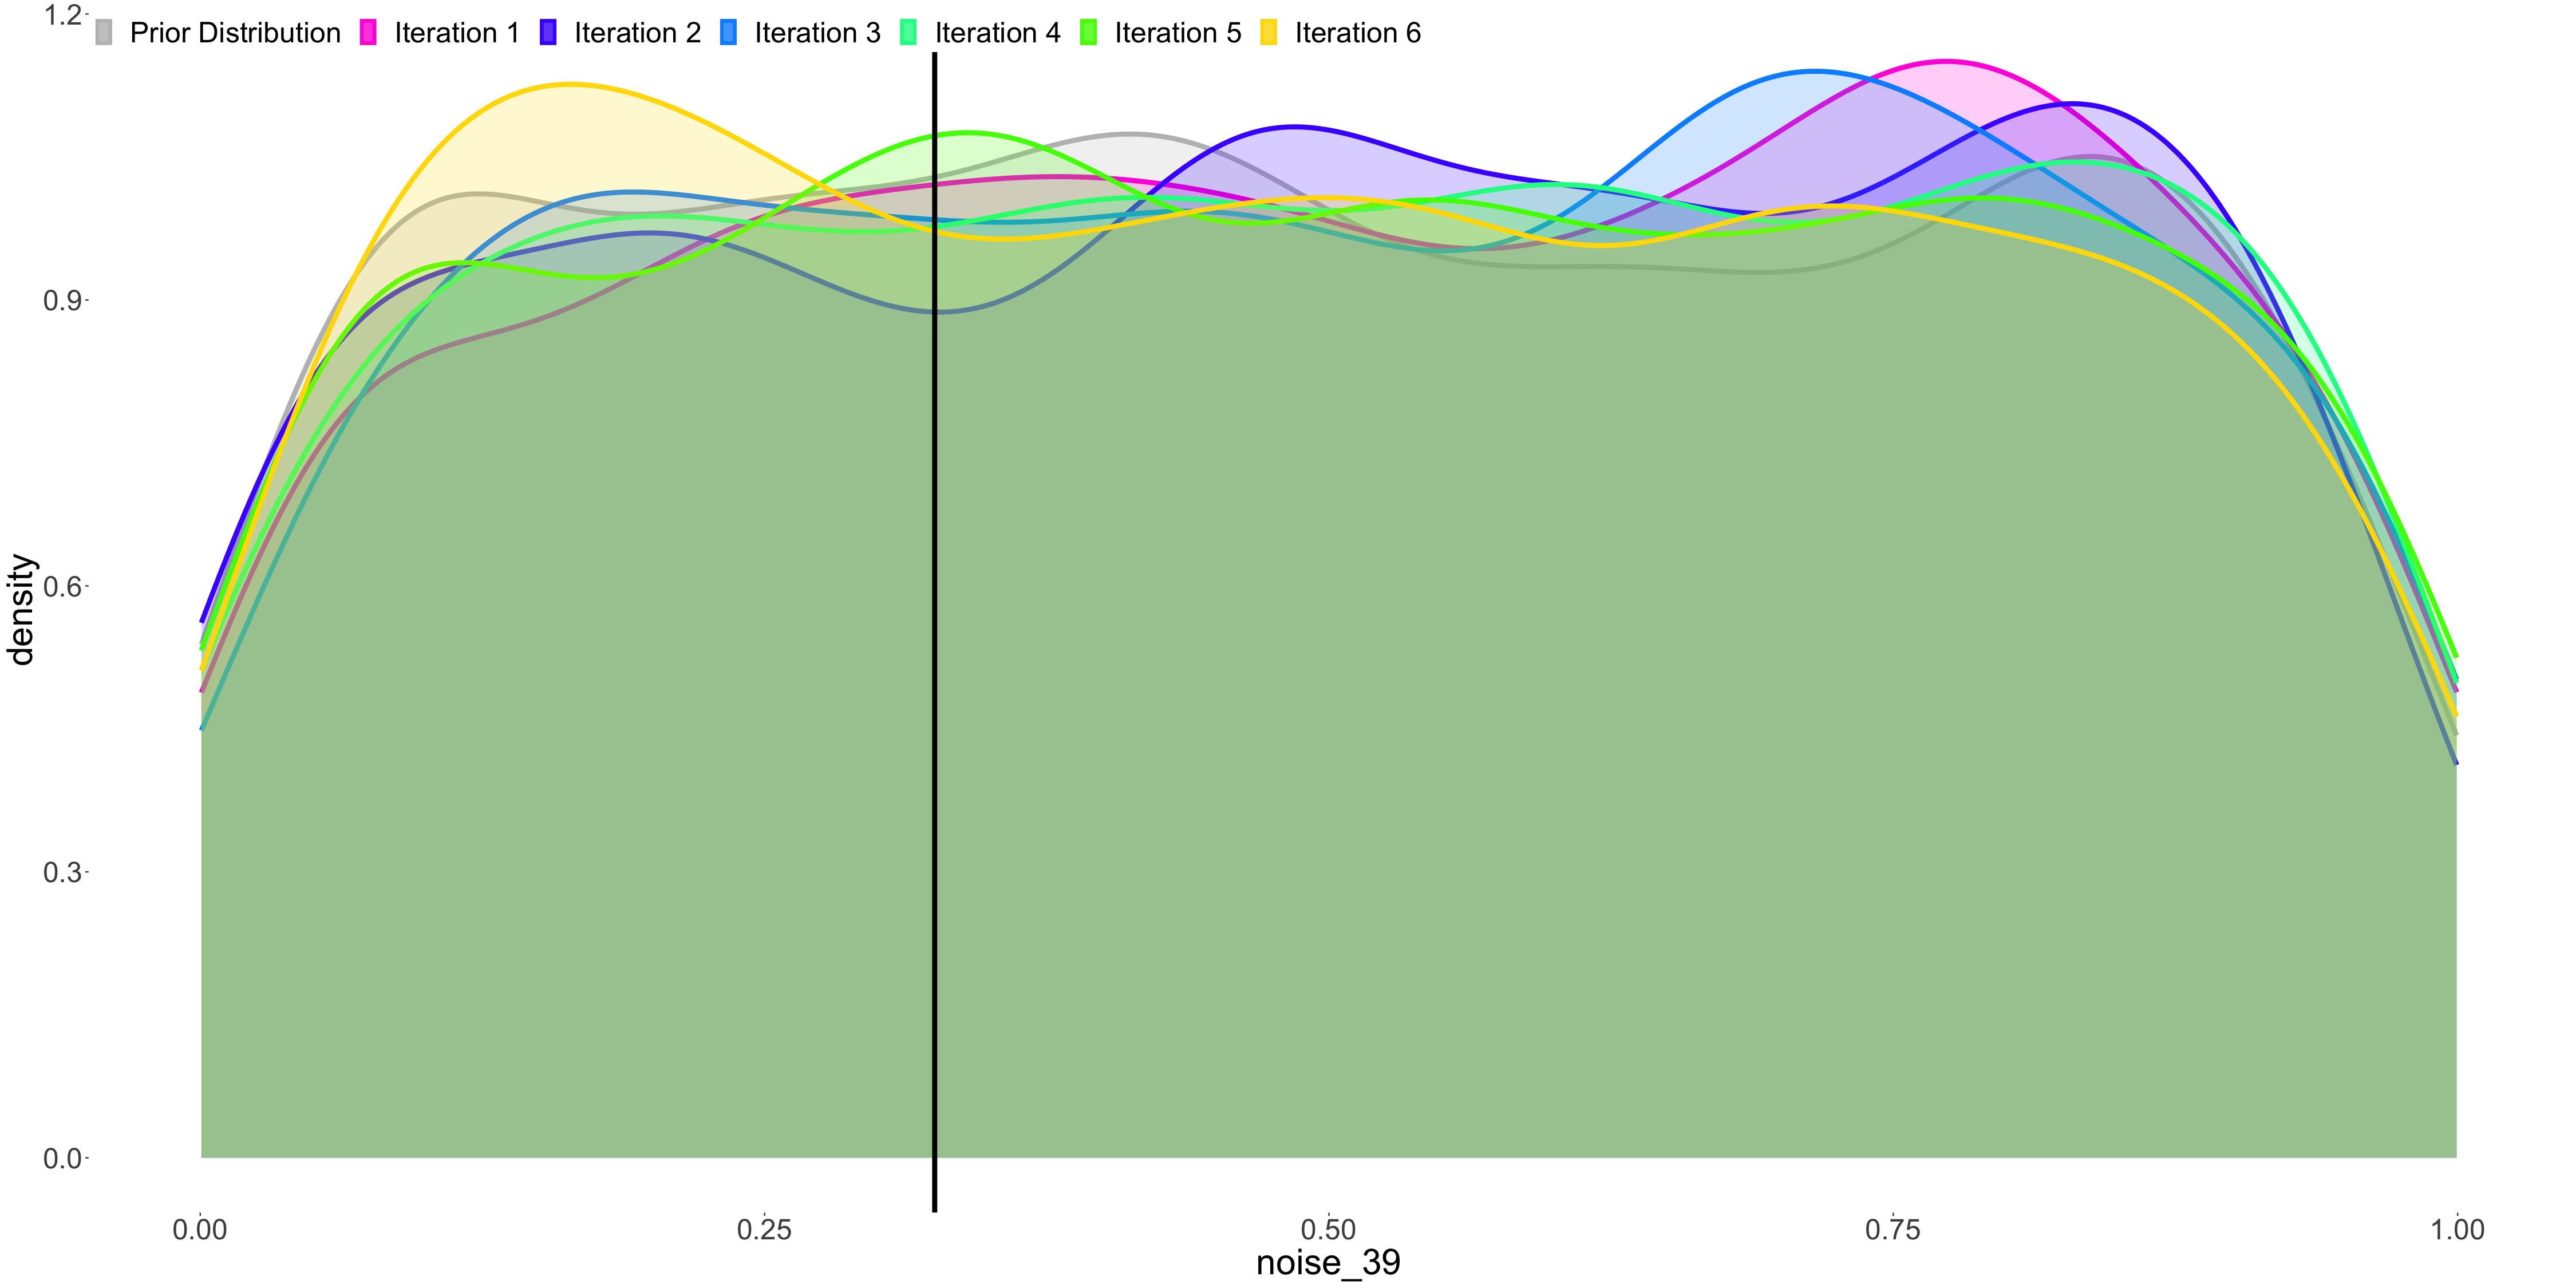 1.2
Prior Distribution Iteration 1 Iteration 2 Iteration 3 Iteration 4 Iteration 5 Iteration 6
0.9
0.6
density
0.3
0.0
0.00 0.25 0.50 0.75 1.00
noise_39